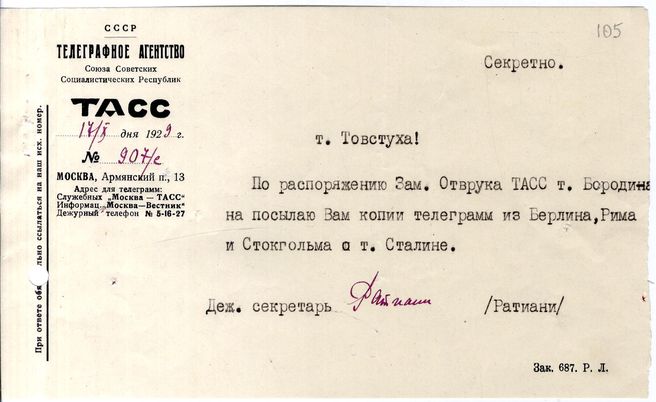 СССР
ТЕЛЕГРАФНОЕ АГЕНТСТВО
Союза Советских
Социалистических Республик
ТАСС
17/X дня 1929 г.
№ 907/с
МОСКВА, Армянский п., 13
Адрес для телеграмм:
Служебных „Москва — ТАСС“
Информац. „Москва—Вестник“
Дежурный телефон № 5-16-27
При ответе обя льно ссылаться на наш исх. номер.
105
Секретно.
т. Товстуха!
По распоряжению Зам. Отврука ТАСС т. Бородина
на посылаю Вам копии телеграмм из Берлина, Рима
и Стокгольма о т. Сталине.
Деж. секретарь Ратиани /Ратиани/
Зак. 687. Р. Л.